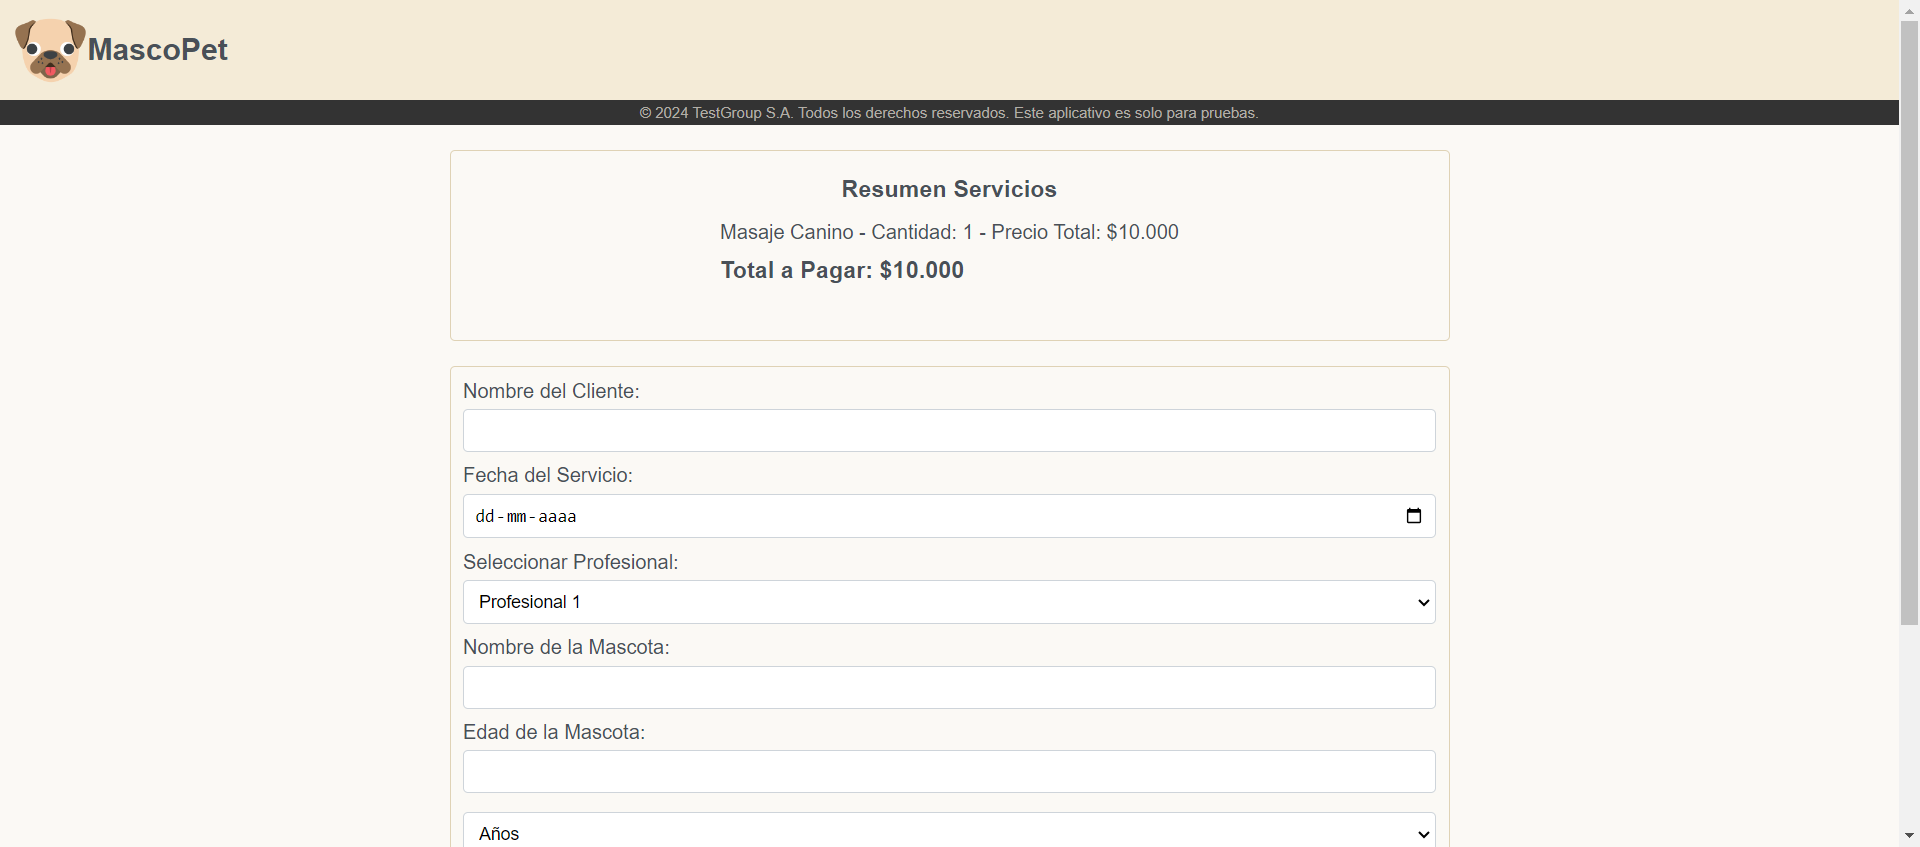 MascoPet
© 2024 TestGroup S.A. Todos los derechos reservados. Este aplicativo es solo para pruebas.
Resumen Servicios
Masaje Canino - Cantidad: 1 - Precio Total: $10.000
Total a Pagar: $10.000
Nombre del Cliente:
Fecha del Servicio:
dd-mm-aaaa
Seleccionar Profesional:
Profesional 1
Nombre de la Mascota:
Edad de la Mascota:
Años